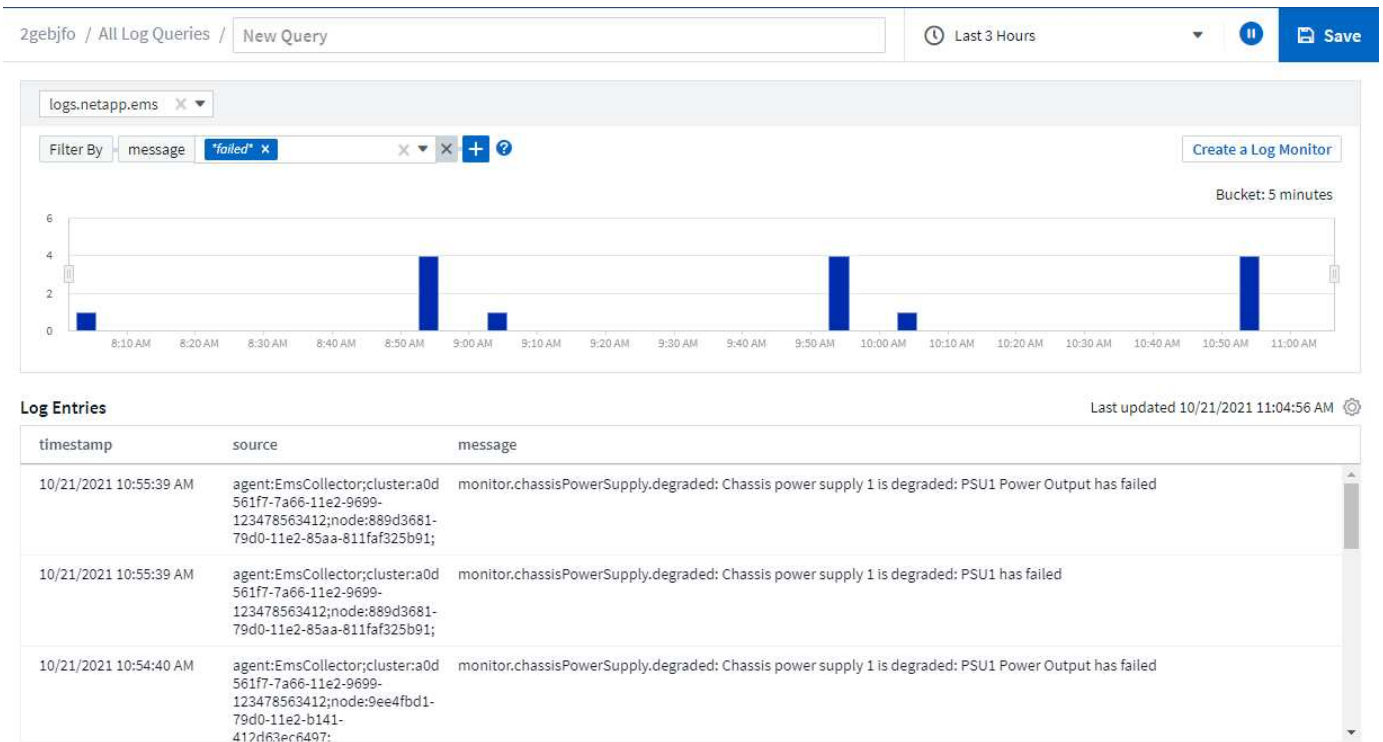 2gebjfo / All Log Queries / New Query Last 3 Hours Save
logs.netapp.ems
Filter By message *failed* Create a Log Monitor
Bucket: 5 minutes
6
4
2
0
8:10 AM 8:20 AM 8:30 AM 8:40 AM 8:50 AM 9:00 AM 9:10 AM 9:20 AM 9:30 AM 9:40 AM 9:50 AM 10:00 AM 10:10 AM 10:20 AM 10:30 AM 10:40 AM 10:50 AM 11:00 AM
Log Entries Last updated 10/21/2021 11:04:56 AM
timestamp source message
10/21/2021 10:55:39 AM agent:EmsCollector;cluster:a0d monitor.chassisPowerSupply.degraded: Chassis power supply 1 is degraded: PSU1 Power Output has failed
561f7-7a66-11e2-9699-
123478563412;node:889d3681-
79d0-11e2-85aa-811faf325b91;
10/21/2021 10:55:39 AM agent:EmsCollector;cluster:a0d monitor.chassisPowerSupply.degraded: Chassis power supply 1 is degraded: PSU1 has failed
561f7-7a66-11e2-9699-
123478563412;node:889d3681-
79d0-11e2-85aa-811faf325b91;
10/21/2021 10:54:40 AM agent:EmsCollector;cluster:a0d monitor.chassisPowerSupply.degraded: Chassis power supply 1 is degraded: PSU1 Power Output has failed
561f7-7a66-11e2-9699-
123478563412;node:9ee4fbd1-
79d0-11e2-b141-
412d63ec6497;